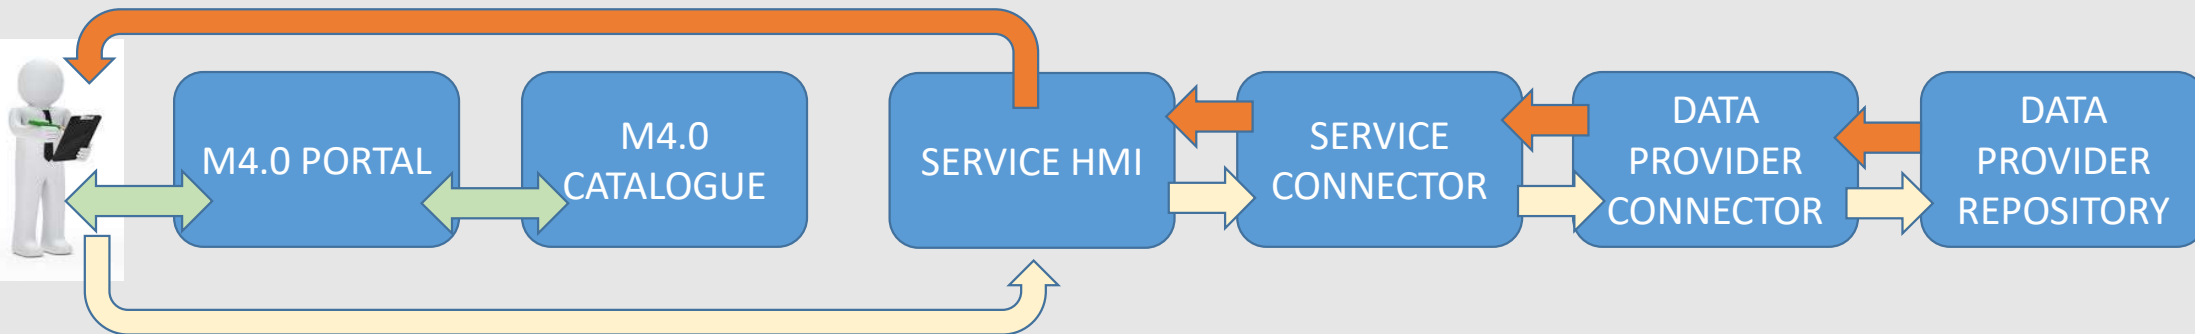 M4.0 PORTAL
M4.0
CATALOGUE
SERVICE HMI
SERVICE
CONNECTOR
DATA
PROVIDER
CONNECTOR
DATA
PROVIDER
REPOSITORY